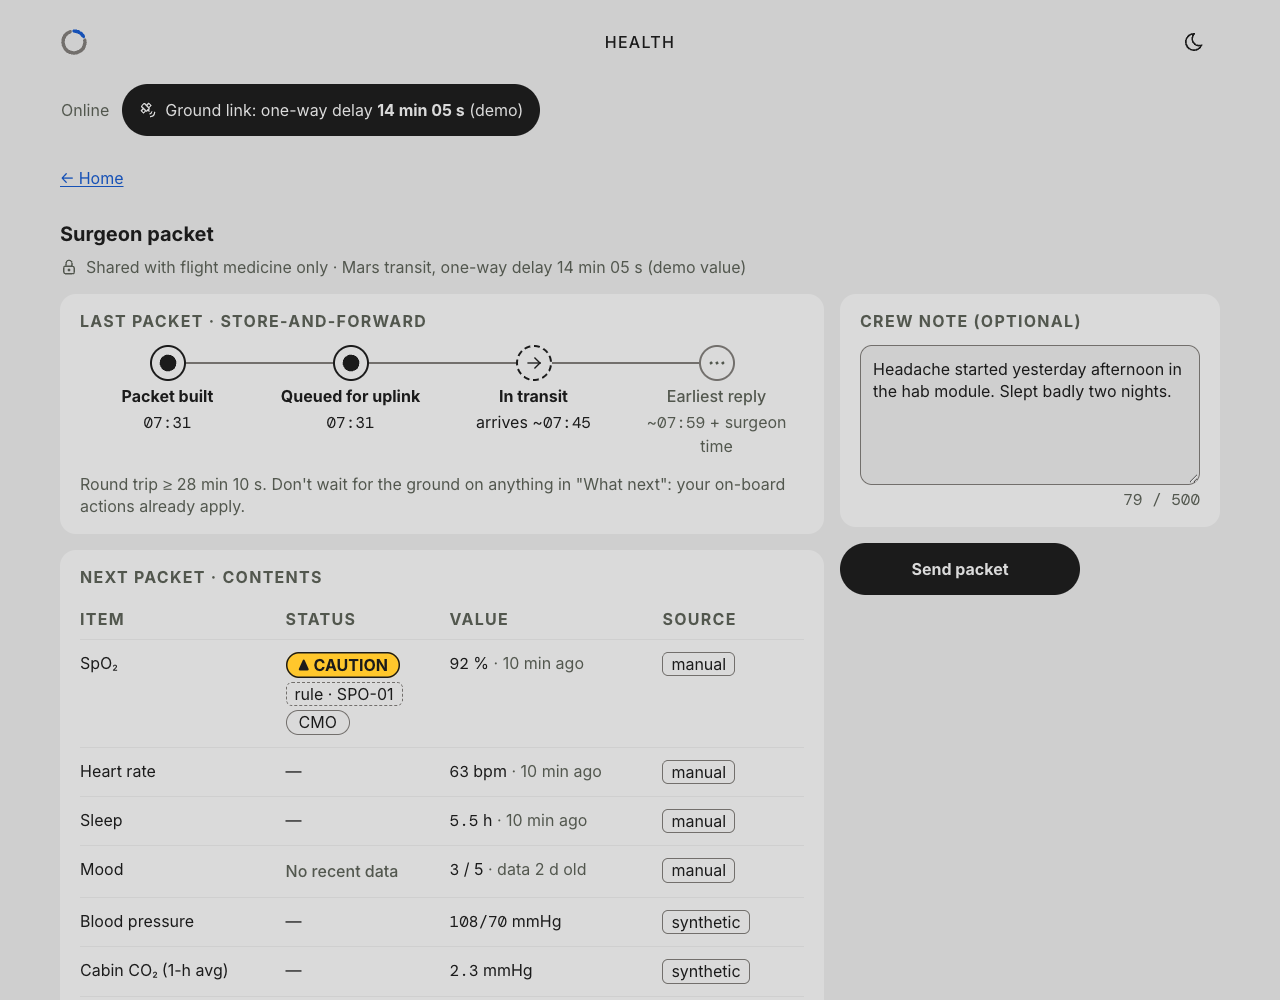 HEALTH
Online
Ground link: one-way delay 14 min 05 s (demo)
← Home
Surgeon packet
Shared with flight medicine only · Mars transit, one-way delay 14 min 05 s (demo value)
LAST PACKET · STORE-AND-FORWARD
Packet built
07:31
Queued for uplink
07:31
In transit
arrives ~07:45
Earliest reply
~07:59 + surgeon
time
Round trip ≥ 28 min 10 s. Don't wait for the ground on anything in "What next": your on-board
actions already apply.
CREW NOTE (OPTIONAL)
Headache started yesterday afternoon in
the hab module. Slept badly two nights.
79 / 500
Send packet
NEXT PACKET · CONTENTS
ITEM STATUS VALUE SOURCE
SpO₂ CAUTION 92 % · 10 min ago manual
rule · SPO-01
CMO
Heart rate — 63 bpm · 10 min ago manual
Sleep — 5.5 h · 10 min ago manual
Mood No recent data 3 / 5 · data 2 d old manual
Blood pressure — 108/70 mmHg synthetic
Cabin CO₂ (1-h avg) — 2.3 mmHg synthetic